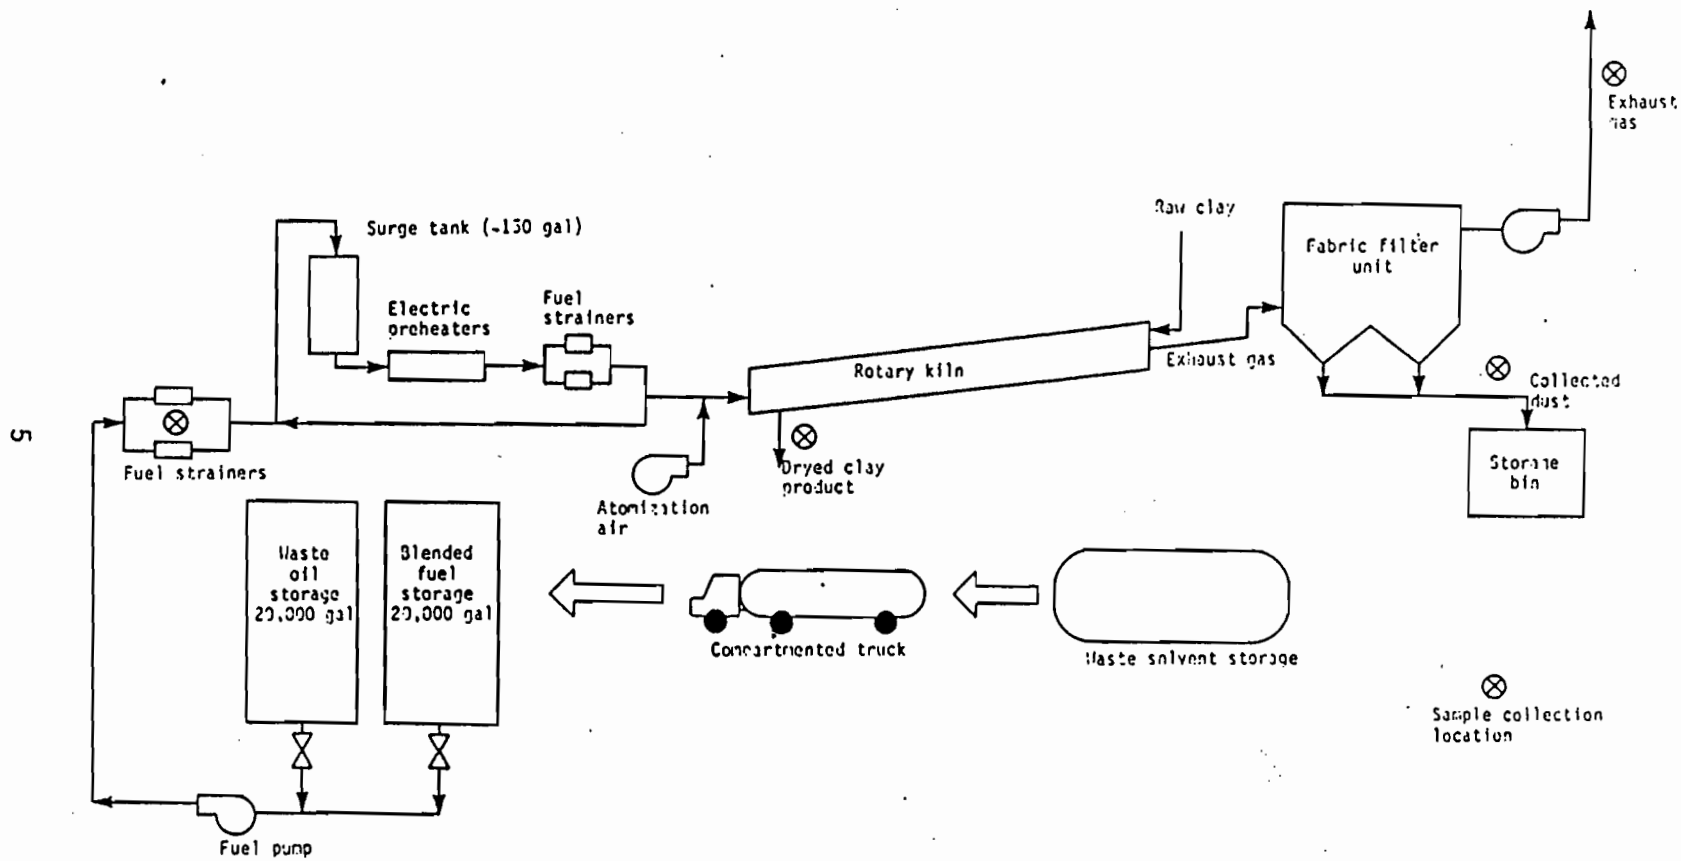 Exhaust
gas
Raw clay
Surge tank (~150 gal)
Fabric filter
unit
Electric
preheaters
Fuel
strainers
Rotary kiln
Exhaust gas
Collected
dust
Fuel strainers
Dryed clay
product
Storage
bin
Atomization
air
Waste
oil
storage
20,000 gal
Blended
fuel
storage
20,000 gal
Compartmented truck
Waste solvent storage
Sample collection
location
Fuel pump
5